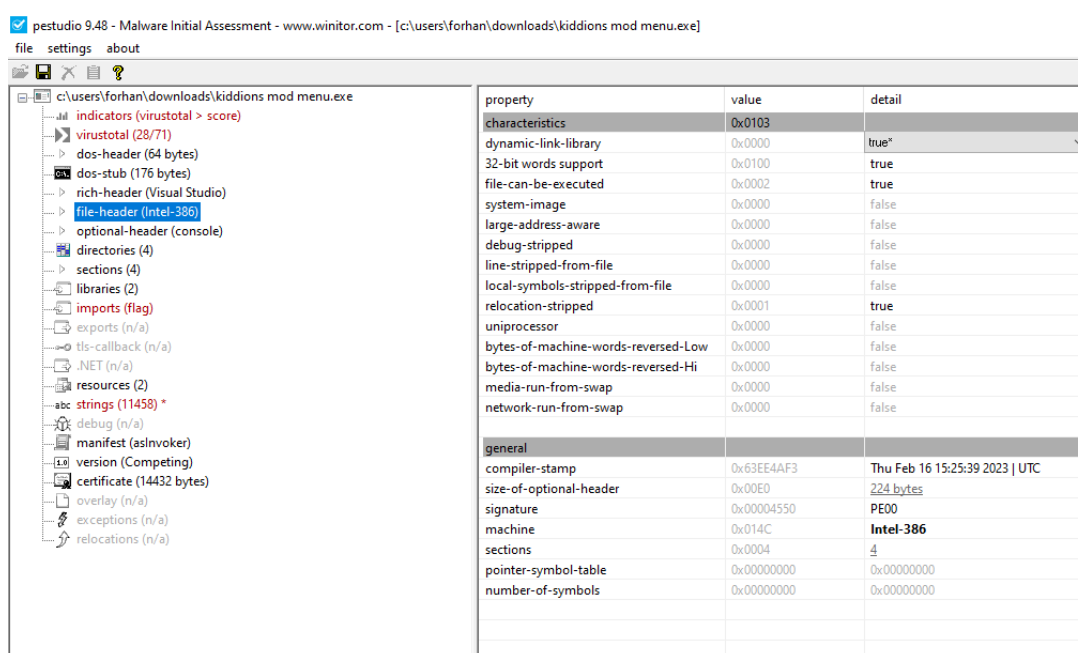 pestudio 9.48 - Malware Initial Assessment - www.winitor.com - [c:\users\forhan\downloads\kiddions mod menu.exe]
file settings about
c:\users\forhan\downloads\kiddions mod menu.exe
indicators (virustotal > score)
virustotal (28/71)
dos-header (64 bytes)
dos-stub (176 bytes)
rich-header (Visual Studio)
file-header (Intel-386)
optional-header (console)
directories (4)
sections (4)
libraries (2)
imports (flag)
exports (n/a)
tls-callback (n/a)
.NET (n/a)
resources (2)
abc strings (11458) *
debug (n/a)
manifest (asInvoker)
1.0 version (Competing)
certificate (14432 bytes)
overlay (n/a)
exceptions (n/a)
relocations (n/a)
property value detail
characteristics 0x0103
dynamic-link-library 0x0000 true*
32-bit words support 0x0100 true
file-can-be-executed 0x0002 true
system-image 0x0000 false
large-address-aware 0x0000 false
debug-stripped 0x0000 false
line-stripped-from-file 0x0000 false
local-symbols-stripped-from-file 0x0000 false
relocation-stripped 0x0001 true
uniprocessor 0x0000 false
bytes-of-machine-words-reversed-Low 0x0000 false
bytes-of-machine-words-reversed-Hi 0x0000 false
media-run-from-swap 0x0000 false
network-run-from-swap 0x0000 false
general
compiler-stamp 0x63EE4AF3 Thu Feb 16 15:25:39 2023 | UTC
size-of-optional-header 0x00E0 224 bytes
signature 0x00004550 PE00
machine 0x014C Intel-386
sections 0x0004 4
pointer-symbol-table 0x00000000 0x00000000
number-of-symbols 0x00000000 0x00000000